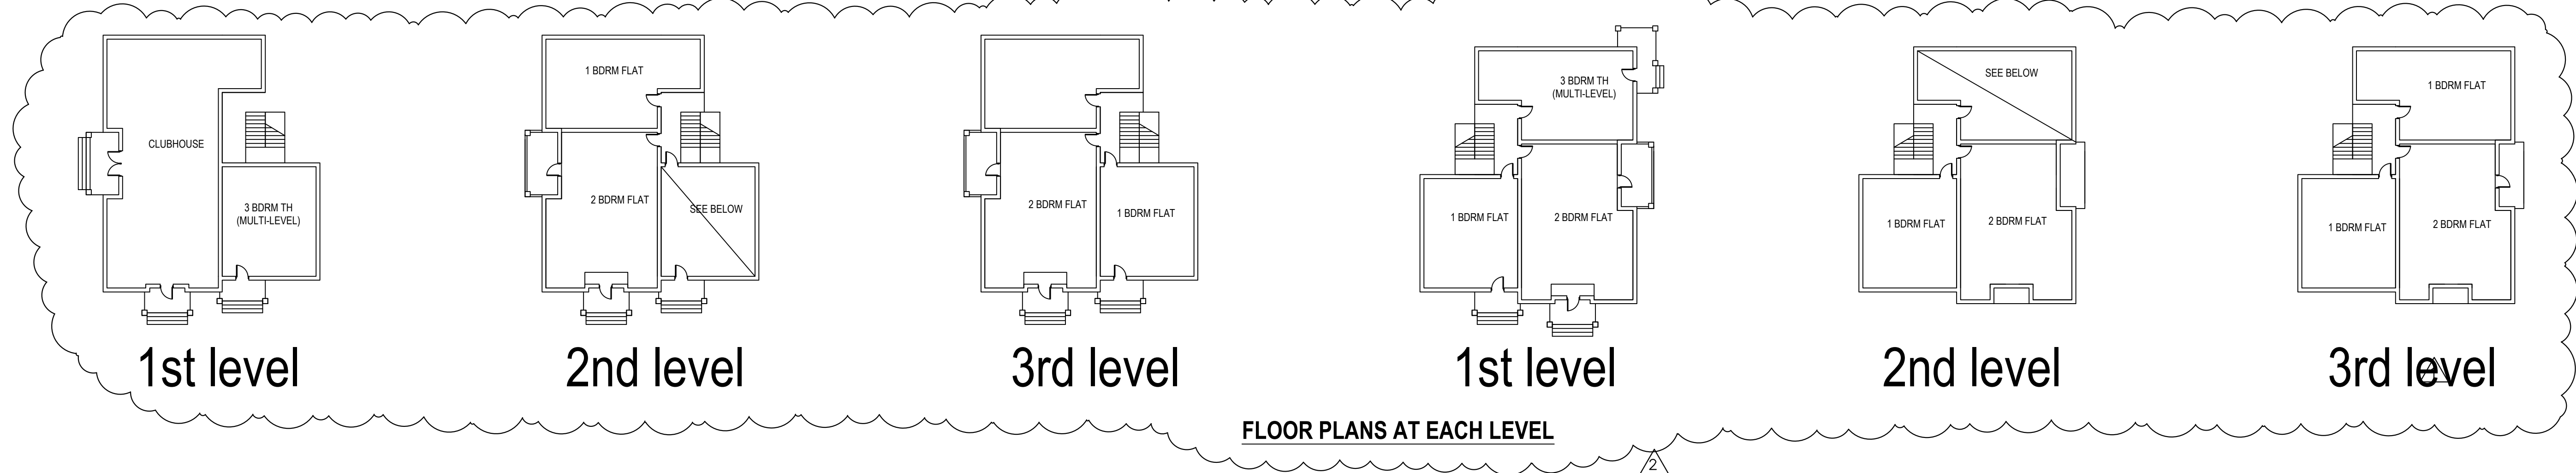 CLUBHOUSE
3 BDRM TH
(MULTI-LEVEL)
1st level
1 BDRM FLAT
2 BDRM FLAT
SEE BELOW
2nd level
2 BDRM FLAT
1 BDRM FLAT
3rd level
3 BDRM TH
(MULTI-LEVEL)
1 BDRM FLAT
2 BDRM FLAT
1st level
SEE BELOW
1 BDRM FLAT
2 BDRM FLAT
2nd level
1 BDRM FLAT
1 BDRM FLAT
2 BDRM FLAT
3rd level
FLOOR PLANS AT EACH LEVEL
2